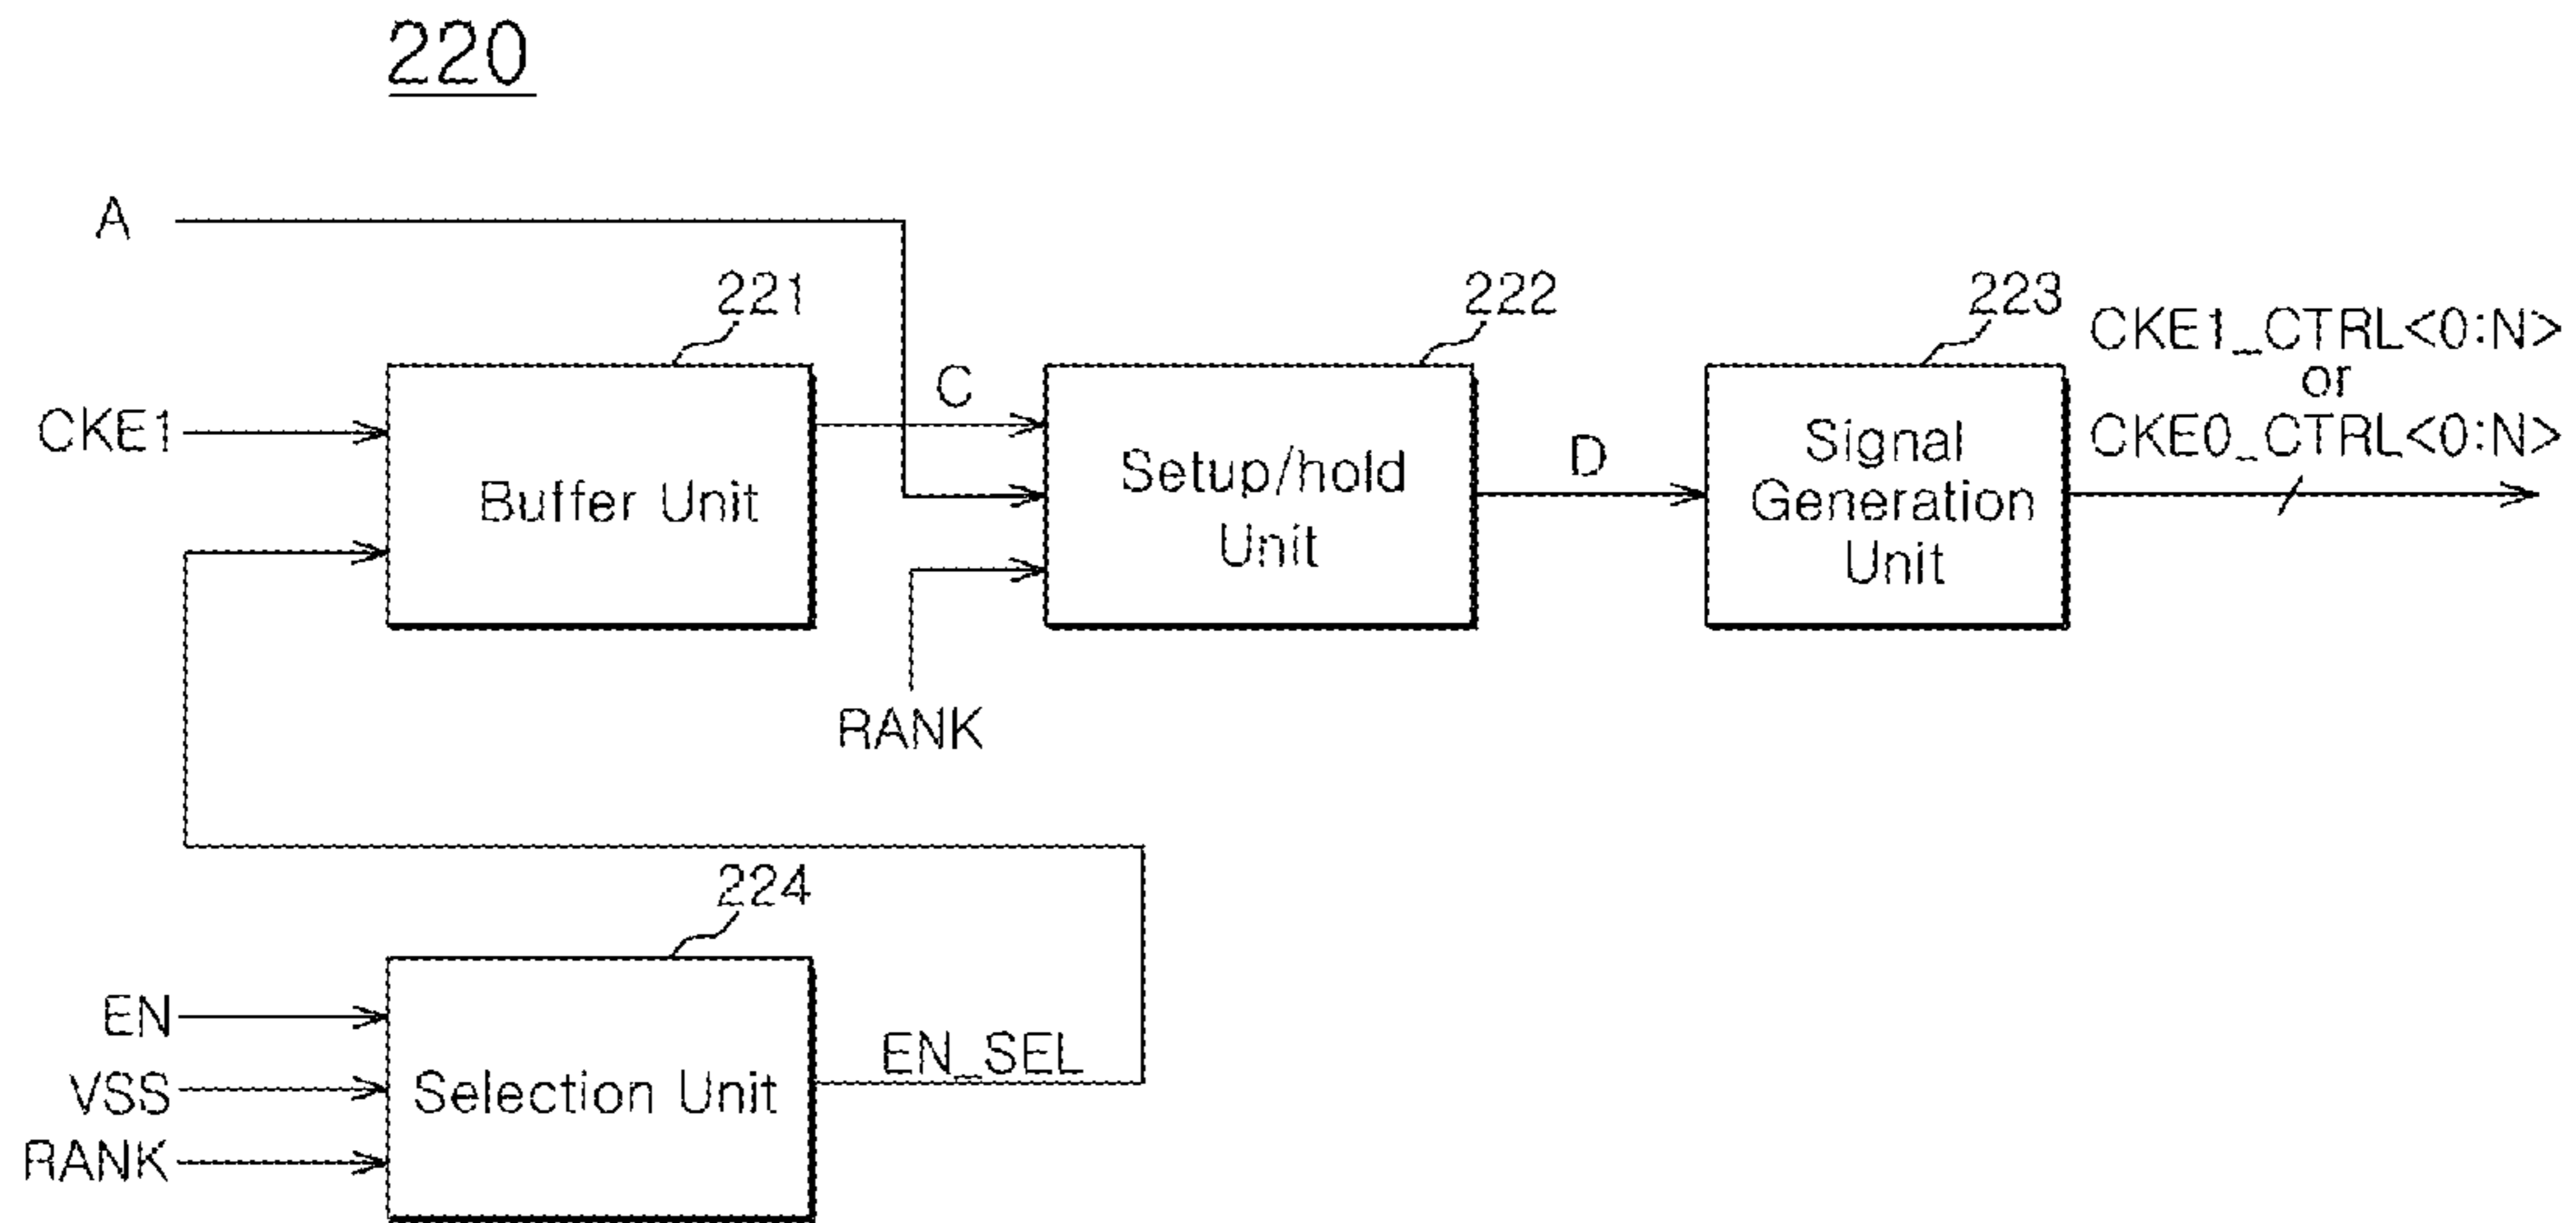 220
A
221
222
223
CKE1_CTRL<0:N>
or
CKE0_CTRL<0:N>
C
CKE1
Buffer Unit
Setup/hold
Unit
D
Signal
Generation
Unit
RANK
224
EN
VSS
RANK
Selection Unit
EN_SEL